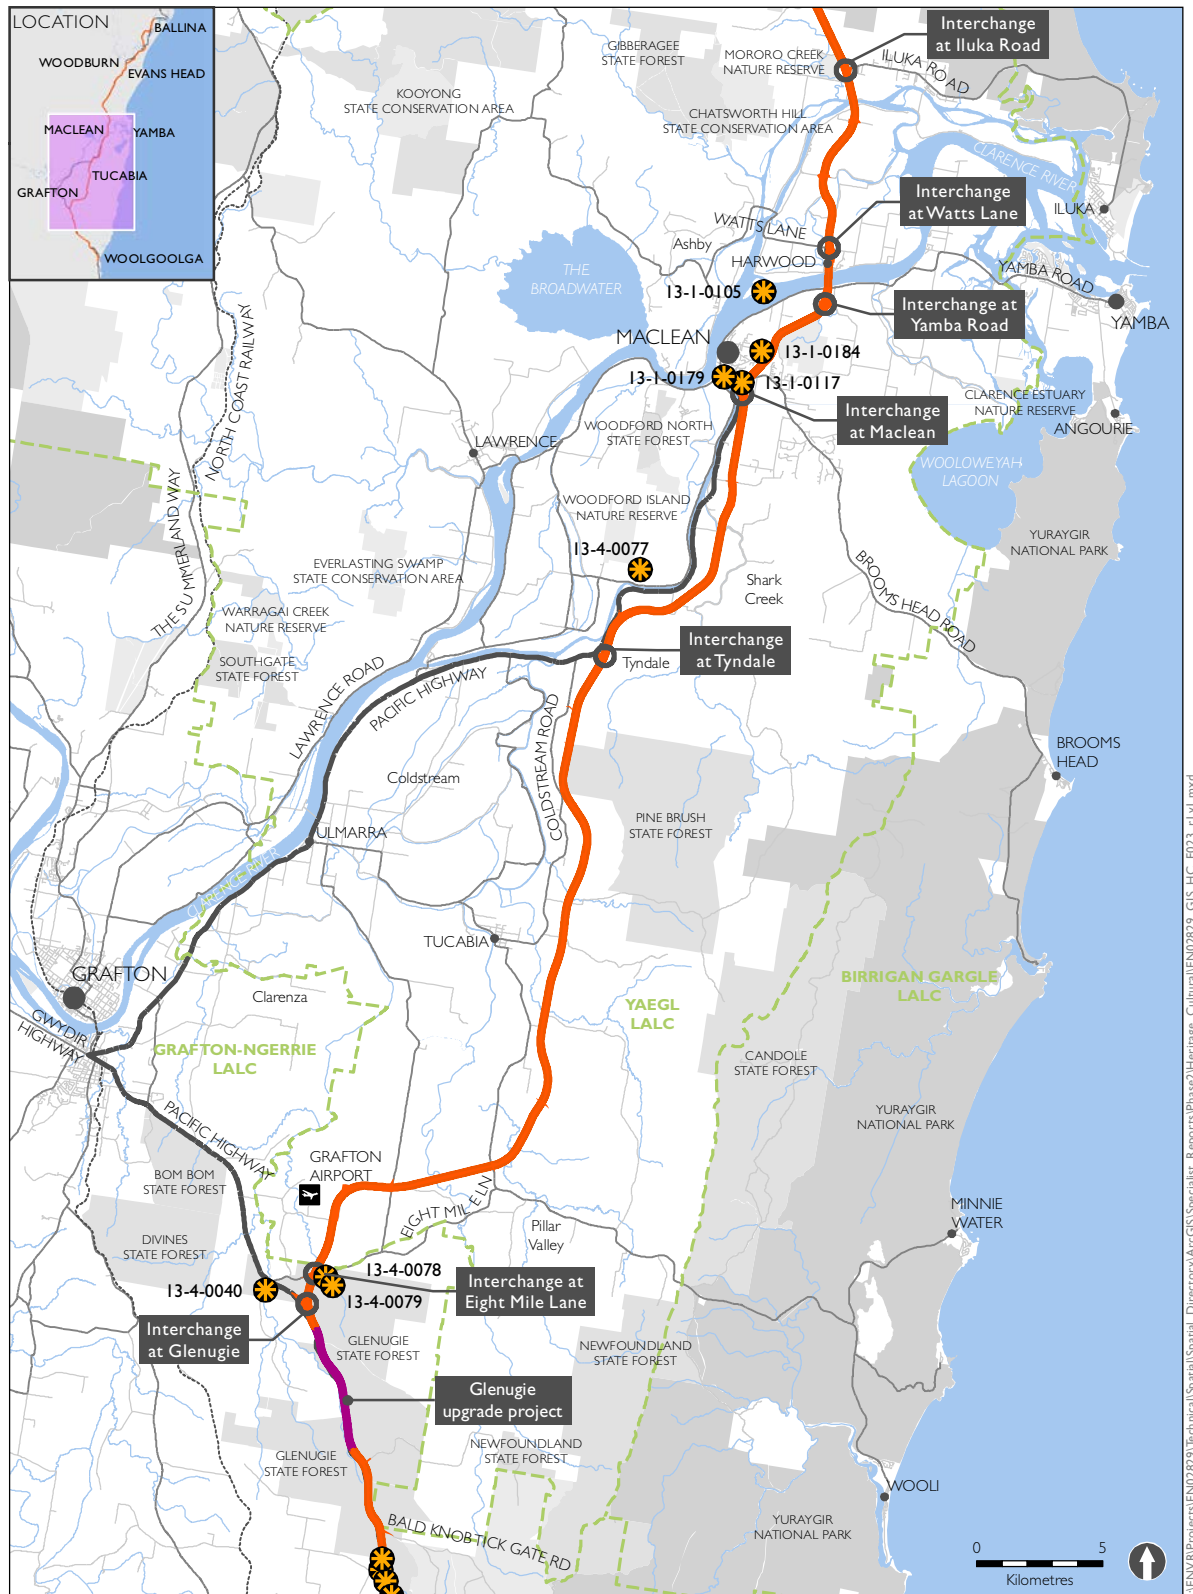 LOCATION
BALLINA
WOODBURN
EVANS HEAD
MACLEAN
YAMBA
TUCABIA
GRAFTON
WOOLGOOLGA
Interchange
at Iluka Road
GIBBERAGEE
STATE FOREST
MORORO CREEK
NATURE RESERVE
ILUKA ROAD
KOOYONG
STATE CONSERVATION AREA
CHATSWORTH HILL
STATE CONSERVATION AREA
CLARENCE RIVER
Interchange
at Watts Lane
ILUKA
WATTS LANE
Ashby
HARWOOD
THE
BROADWATER
YAMBA ROAD
13-1-0105
Interchange at
Yamba Road
YAMBA
MACLEAN
13-1-0184
13-1-0179
13-1-0117
CLARENCE ESTUARY
NATURE RESERVE
Interchange
at Maclean
ANGOURIE
NORTH COAST RAILWAY
WOODFORD NORTH
STATE FOREST
LAWRENCE
WOOLOWEYAH
LAGOON
THE SUMMERLAND WAY
WOODFORD ISLAND
NATURE RESERVE
YURAYGIR
NATIONAL PARK
13-4-0077
EVERLASTING SWAMP
STATE CONSERVATION AREA
Shark
Creek
BROOMS HEAD ROAD
WARRAGAI CREEK
NATURE RESERVE
Interchange
at Tyndale
Tyndale
SOUTHGATE
STATE FOREST
LAWRENCE ROAD
PACIFIC HIGHWAY
COLDSTREAM ROAD
BROOMS
HEAD
Coldstream
PINE BRUSH
STATE FOREST
ULMARRA
CLARENCE RIVER
TUCABIA
GRAFTON
Clarenza
YAEGL
LALC
BIRRIGAN GARGLE
LALC
GWYDIR
HIGHWAY
GRAFTON-NGERRIE
LALC
CANDOLE
STATE FOREST
YURAYGIR
NATIONAL PARK
PACIFIC HIGHWAY
GRAFTON
AIRPORT
BOM BOM
STATE FOREST
EIGHT MILE LN
MINNIE
WATER
Pillar
Valley
DIVINES
STATE FOREST
13-4-0078
13-4-0040
13-4-0079
Interchange at
Eight Mile Lane
Interchange
at Glenugie
GLENUGIE
STATE FOREST
NEWFOUNDLAND
STATE FOREST
Glenugie
upgrade project
NEWFOUNDLAND
STATE FOREST
GLENUGIE
STATE FOREST
WOOLI
BALD KNOB TICK GATE RD
YURAYGIR
NATIONAL PARK
0 5
Kilometres